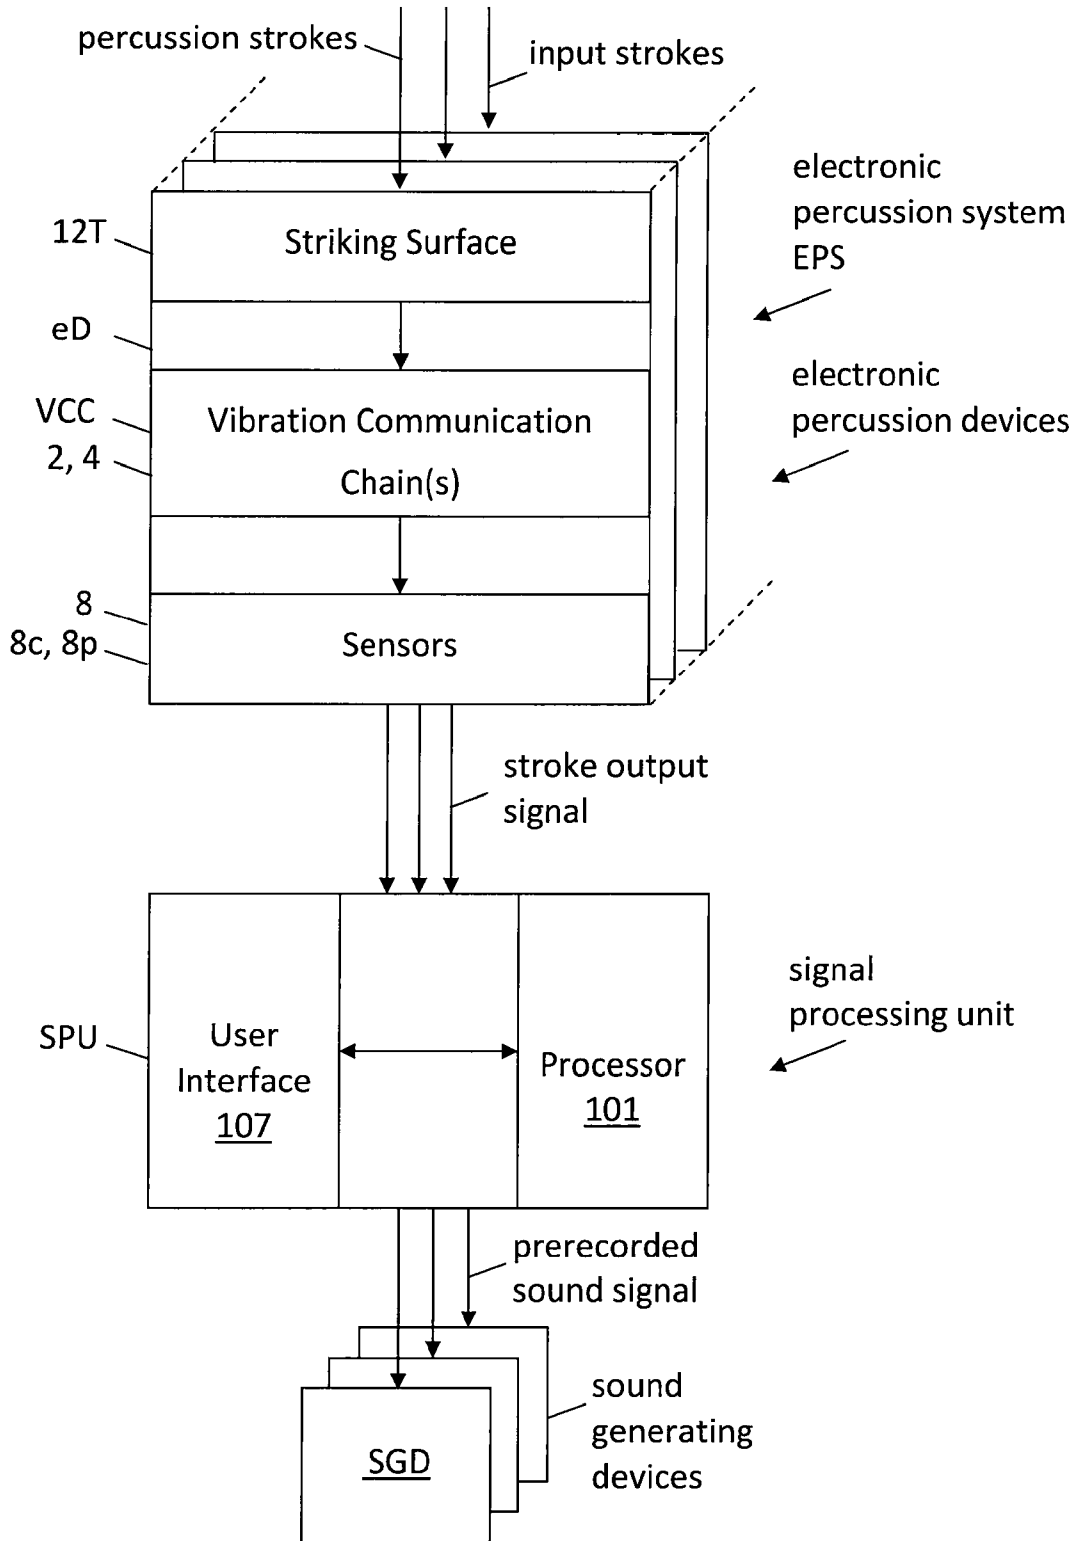 percussion strokes
input strokes
electronic
percussion system
EPS
12T
Striking Surface
eD
electronic
percussion devices
VCC
2, 4
Vibration Communication
Chain(s)
8
8c, 8p
Sensors
stroke output
signal
signal
processing unit
SPU
User
Interface
107
Processor
101
prerecorded
sound signal
sound
generating
devices
SGD